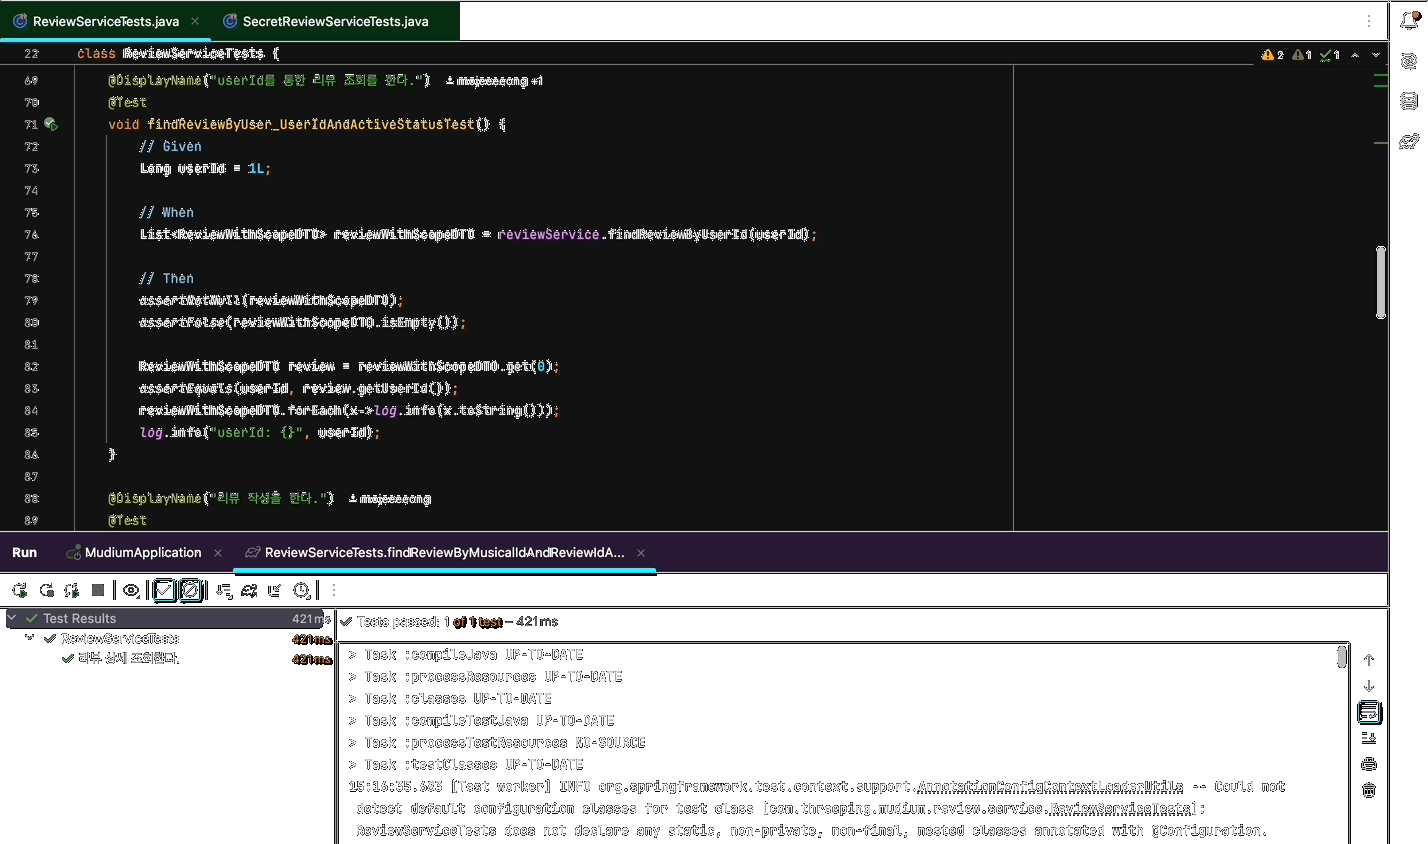 ReviewServiceTests.java × SecretReviewServiceTests.java
22 class ReviewServiceTests { 2 1 1
69 @DisplayName("userId를 통한 리뷰 조회를 한다.")
70 @Test
71 void findReviewByUser_UserIdAndActiveStatusTest() {
72 // Given
73 Long userId = 1L;
74
75 // When
76 List<ReviewWithScopeDTO> reviewWithScopeDTO = reviewService.findReviewByUserId(userId);
77
78 // Then
79 assertNotNull(reviewWithScopeDTO);
80 assertFalse(reviewWithScopeDTO.isEmpty());
81
82 ReviewWithScopeDTO review = reviewWithScopeDTO.get(0);
83 assertEquals(userId, review.getUserId());
84 reviewWithScopeDTO.forEach(x->log.info(x.toString()));
85 log.info("userId: {}", userId);
86 }
87
88 @DisplayName("리뷰 작성을 한다.")
89 @Test
Run MudiumApplication × ReviewServiceTests.findReviewByMusicalIdAndReviewIdA... ×
Test Results 421 ms
ReviewServiceTests 421 ms
리뷰 상세 조회한다. 421 ms
Tests passed: 1 of 1 test – 421 ms
> Task :compileJava UP-TO-DATE
> Task :processResources UP-TO-DATE
> Task :classes UP-TO-DATE
> Task :compileTestJava UP-TO-DATE
> Task :processTestResources NO-SOURCE
> Task :testClasses UP-TO-DATE
15:16:35.603 [Test worker] INFO org.springframework.test.context.support.AnnotationConfigContextLoaderUtils -- Could not
detect default configuration classes for test class [com.threeping.mudium.review.service.ReviewServiceTests]:
ReviewServiceTests does not declare any static, non-private, non-final, nested classes annotated with @Configuration.